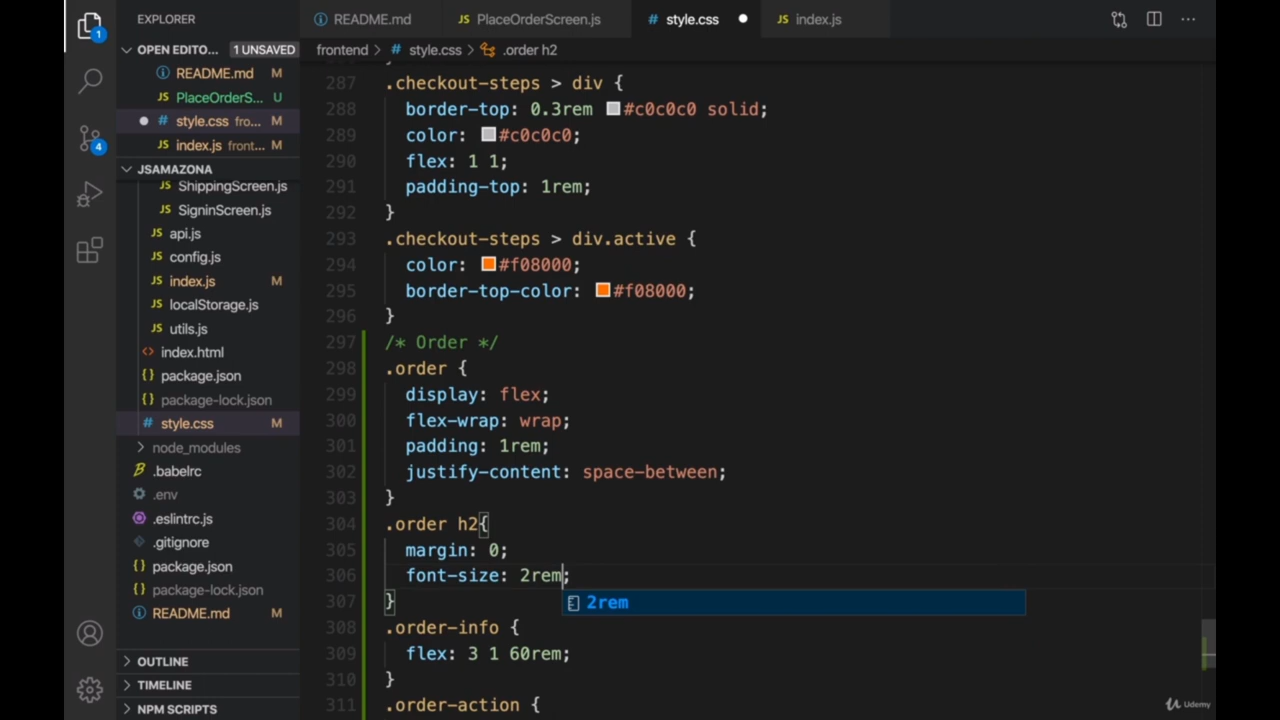 EXPLORER
README.md
PlaceOrderScreen.js
style.css
index.js
OPEN EDITO... 1 UNSAVED
frontend > # style.css > .order h2
README.md M
PlaceOrderS... U
style.css fro... M
index.js front... M
JSAMAZONA
ShippingScreen.js
SigninScreen.js
api.js
config.js
index.js M
localStorage.js
utils.js
index.html
package.json
package-lock.json
style.css M
node_modules
.babelrc
.env
.eslintrc.js
.gitignore
package.json
package-lock.json
README.md M
OUTLINE
TIMELINE
NPM SCRIPTS
1
4
287 .checkout-steps > div {
288 border-top: 0.3rem #c0c0c0 solid;
289 color: #c0c0c0;
290 flex: 1 1;
291 padding-top: 1rem;
292 }
293 .checkout-steps > div.active {
294 color: #f08000;
295 border-top-color: #f08000;
296 }
297 /* Order */
298 .order {
299 display: flex;
300 flex-wrap: wrap;
301 padding: 1rem;
302 justify-content: space-between;
303 }
304 .order h2{
305 margin: 0;
306 font-size: 2rem;
2rem
307 }
308 .order-info {
309 flex: 3 1 60rem;
310 }
311 .order-action {
Udemy